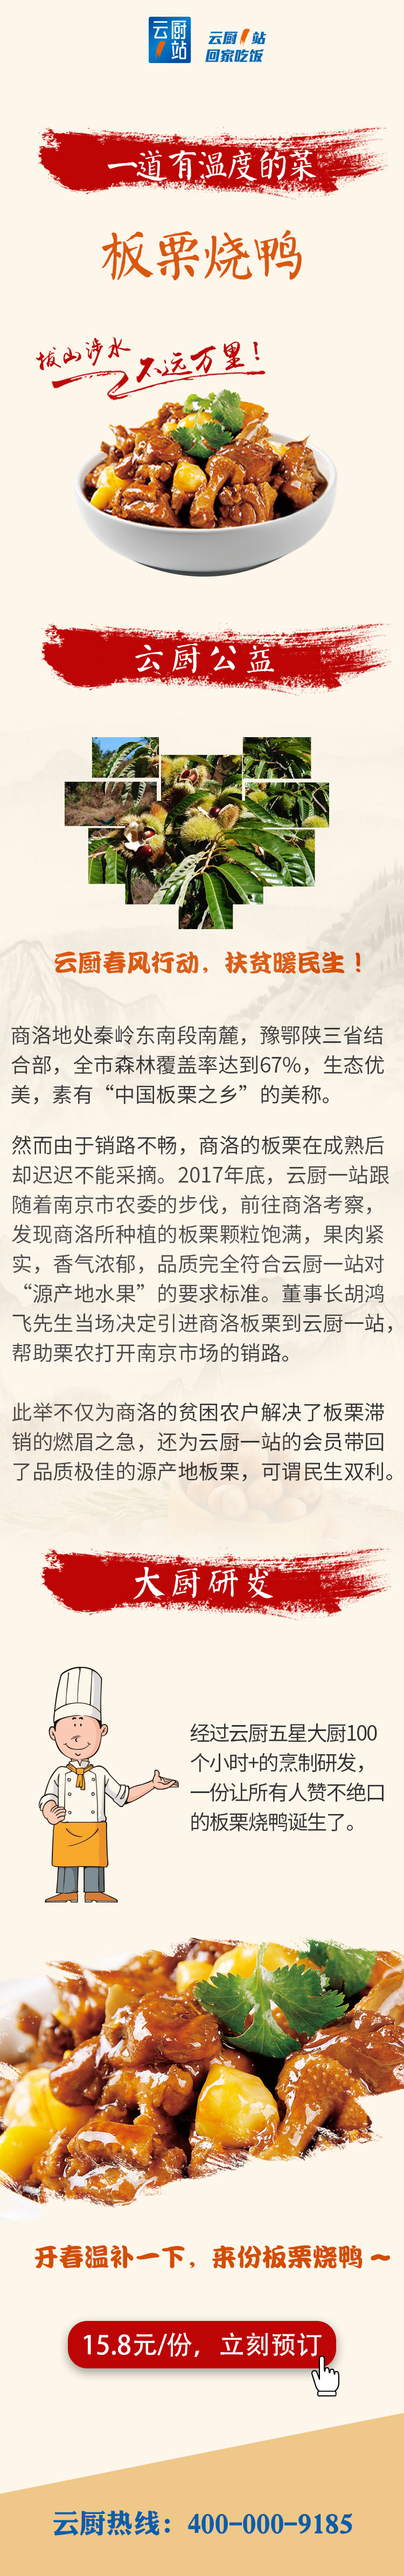 云厨
站
云厨1站
回家吃饭
一道有温度的菜
板栗烧鸭
拔山涉水
不远万里！
云厨公益
云厨春风行动，扶贫暖民生！
商洛地处秦岭东南段南麓，豫鄂陕三省结
合部，全市森林覆盖率达到67%，生态优
美，素有“中国板栗之乡”的美称。
然而由于销路不畅，商洛的板栗在成熟后
却迟迟不能采摘。2017年底，云厨一站跟
随着南京市农委的步伐，前往商洛考察，
发现商洛所种植的板栗颗粒饱满，果肉紧
实，香气浓郁，品质完全符合云厨一站对
“源产地水果”的要求标准。董事长胡鸿
飞先生当场决定引进商洛板栗到云厨一站，
帮助栗农打开南京市场的销路。
此举不仅为商洛的贫困农户解决了板栗滞
销的燃眉之急，还为云厨一站的会员带回
了品质极佳的源产地板栗，可谓民生双利。
大厨研发
经过云厨五星大厨100
个小时+的烹制研发，
一份让所有人赞不绝口
的板栗烧鸭诞生了。
开春温补一下，来份板栗烧鸭～
15.8元/份，立刻预订
云厨热线：400-000-9185